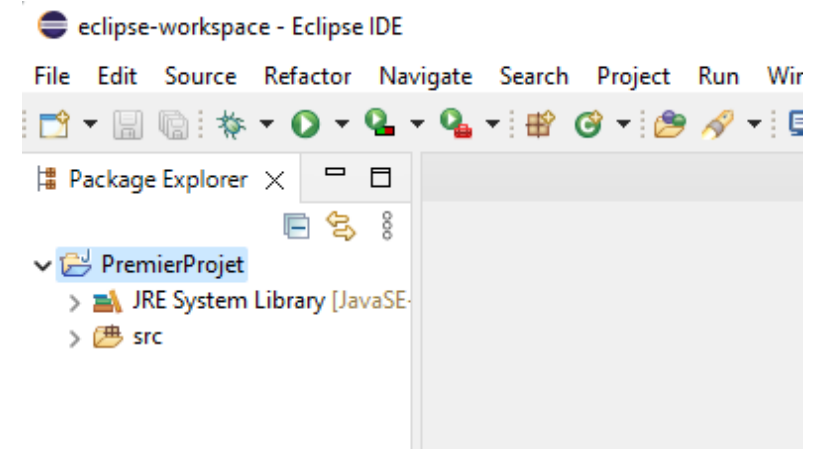 eclipse-workspace - Eclipse IDE
File Edit Source Refactor Navigate Search Project Run
Package Explorer
PremierProjet
JRE System Library [JavaSE-
src